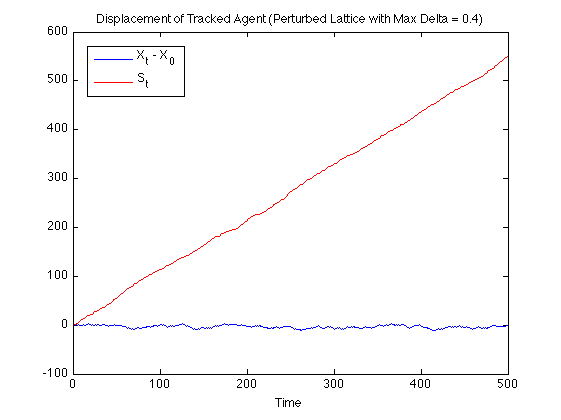 Displacement of Tracked Agent (Perturbed Lattice with Max Delta = 0.4)
600
500
400
300
200
100
0
-100
X_t - X_0
S_t
0 100 200 300 400 500
Time